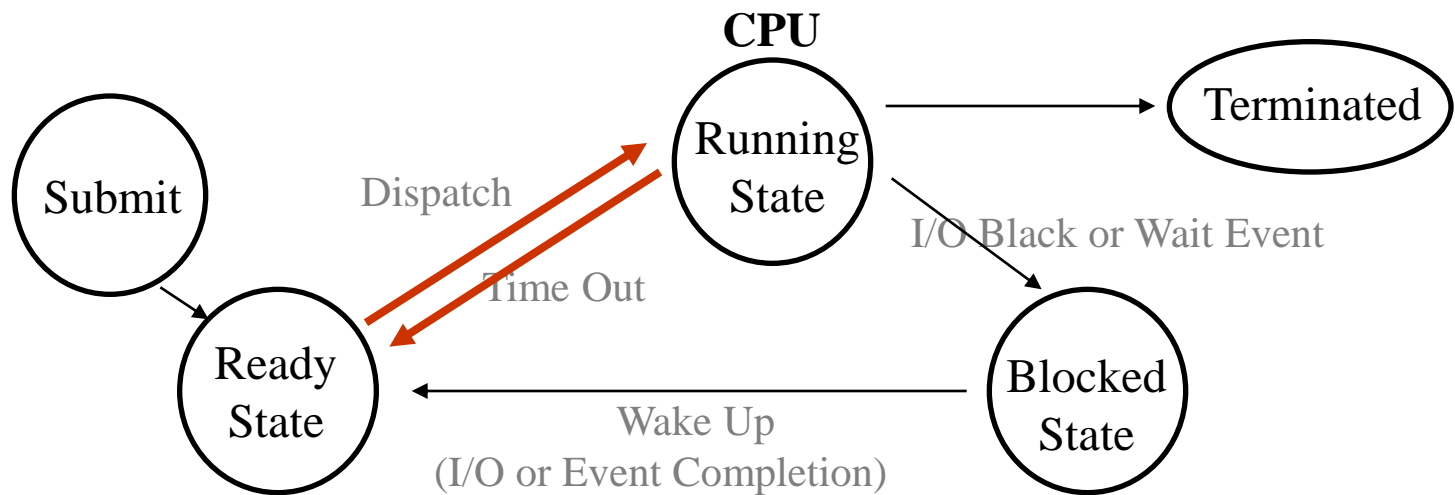 CPU
Terminated
Running
State
Submit
Dispatch
I/O Black or Wait Event
Time Out
Ready
State
Blocked
State
Wake Up
(I/O or Event Completion)